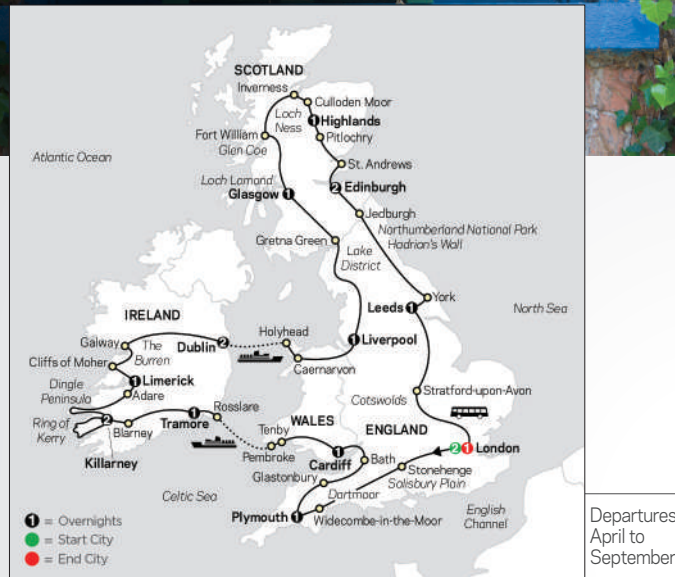 SCOTLAND
Inverness
Culloden Moor
Loch
Ness
1 Highlands
Fort William
Pitlochry
Glen Coe
Atlantic Ocean
St. Andrews
Loch Lomond
2 Edinburgh
Glasgow 1
Jedburgh
Northumberland National Park
Hadrian's Wall
Gretna Green
Lake
District
York
IRELAND
Leeds 1
North Sea
Galway
The
Burren
Dublin 2
Holyhead
1 Liverpool
Cliffs of Moher
1 Limerick
Caernarvon
Dingle
Peninsula
Adare
Stratford-upon-Avon
Cotswolds
Ring of
Kerry
2
1
Rosslare
WALES
Blarney
Tramore
Tenby
ENGLAND
Killarney
Pembroke
1
Cardiff
Bath
2 1 London
Stonehenge
Glastonbury
Salisbury Plain
Celtic Sea
Dartmoor
English
Channel
Plymouth 1
Widecombe-in-the-Moor
1 = Overnights
= Start City
= End City
Departures
April to
September